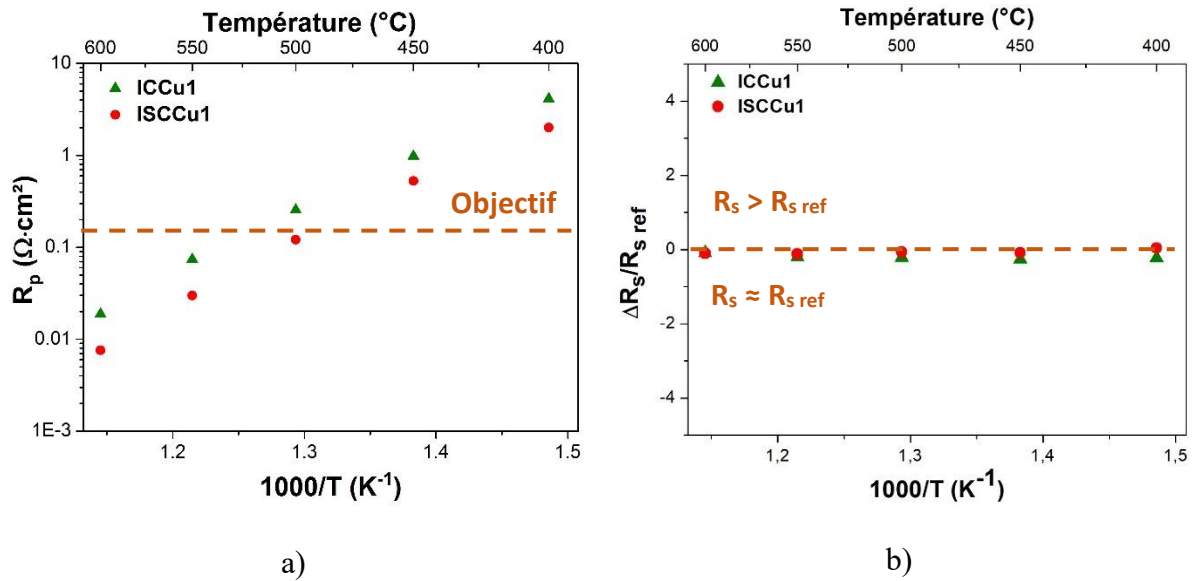 Température (°C)
600 550 500 450 400
10
1
0.1
0.01
1E-3
Rp (Ω·cm²)
ICCu1
ISCCu1
Objectif
1.2 1.3 1.4 1.5
1000/T (K⁻¹)
a)
Température (°C)
600 550 500 450 400
4
2
0
-2
-4
ΔRs/Rs ref
ICCu1
ISCCu1
Rs > Rs ref
Rs ≈ Rs ref
1,2 1,3 1,4 1,5
1000/T (K⁻¹)
b)